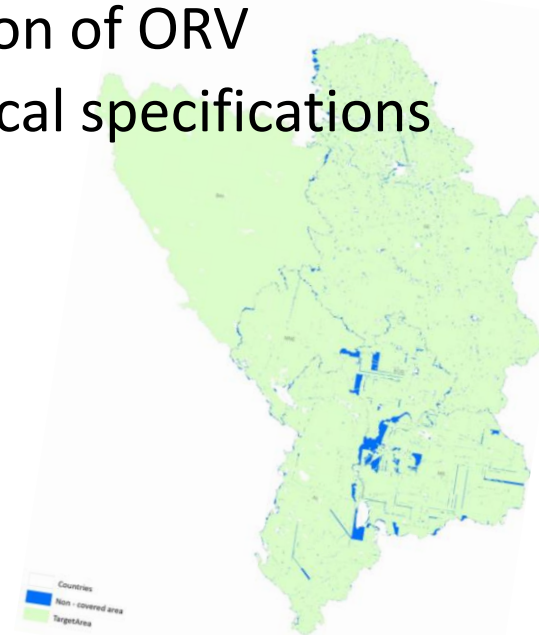 on of ORV
cal specifications
Countries
Non - covered area
TargetArea